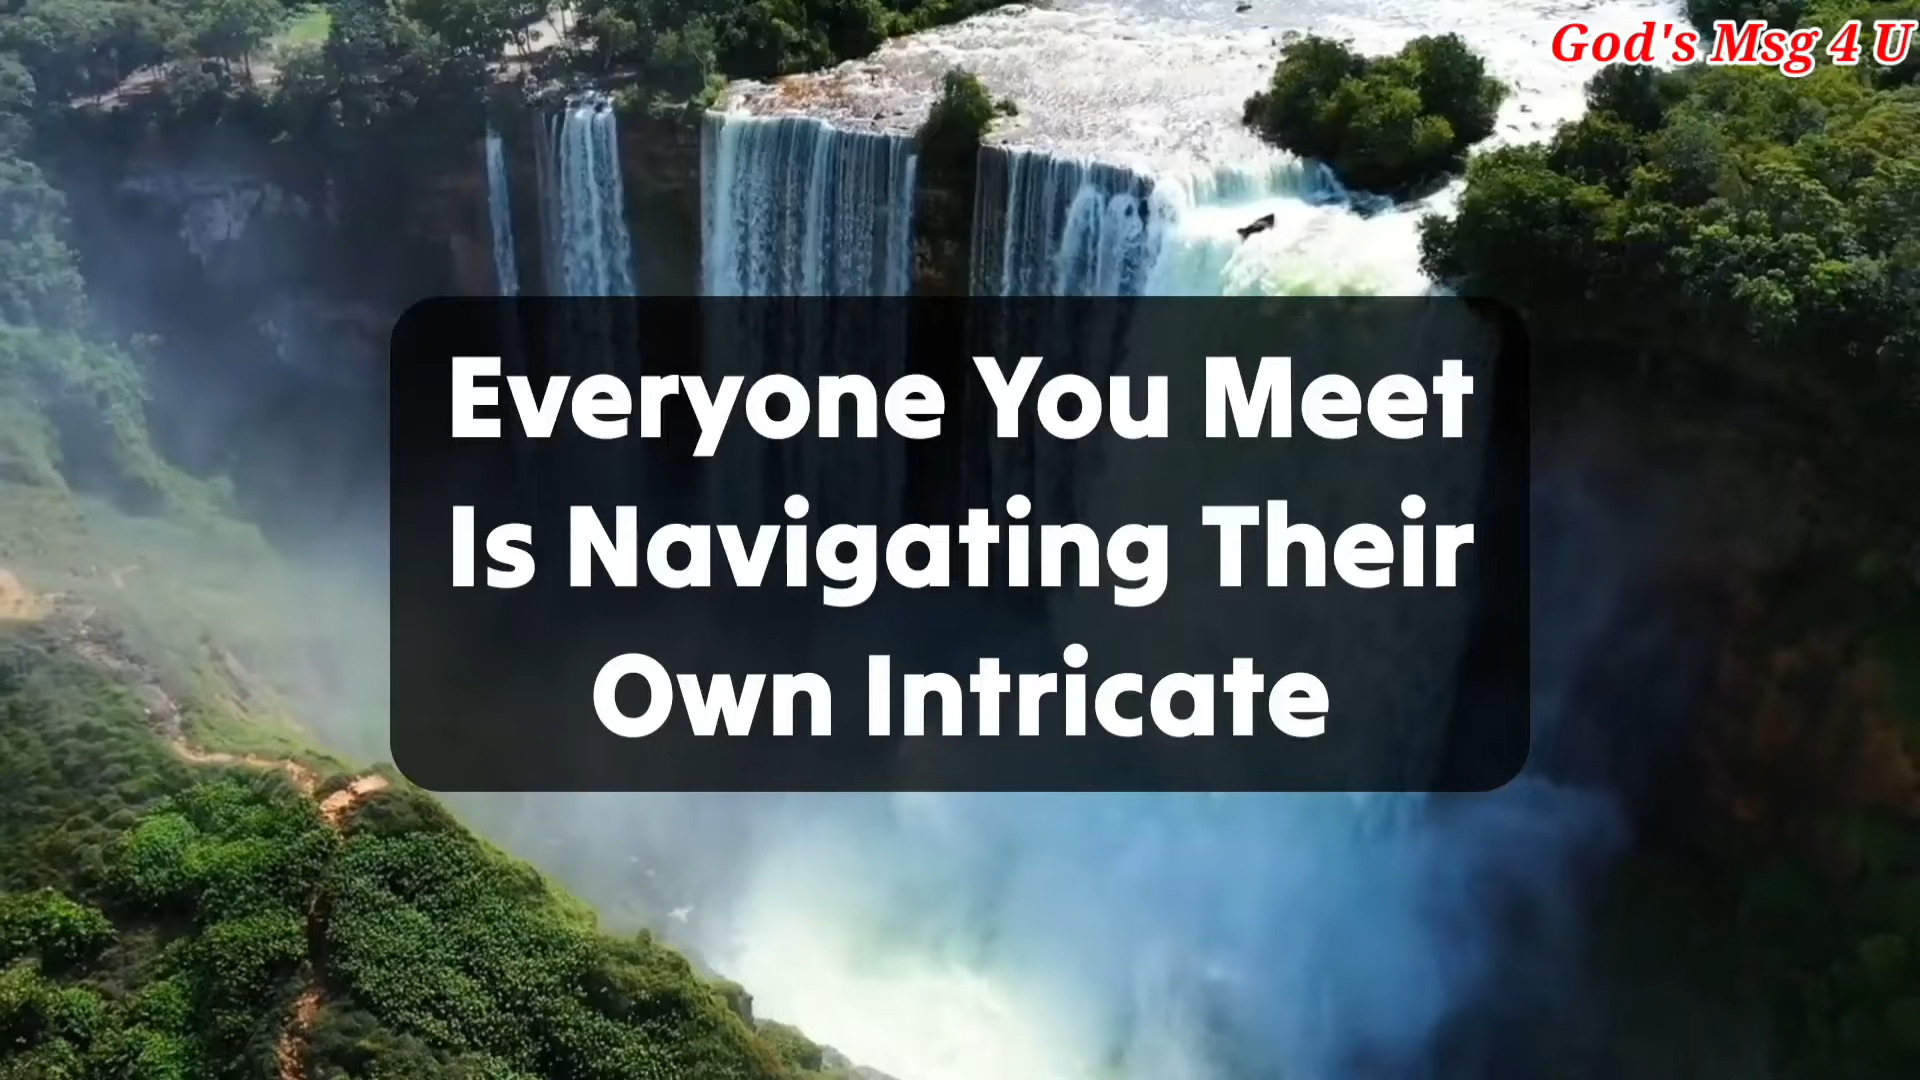 God's Msg 4 U
Everyone You Meet
Is Navigating Their
Own Intricate